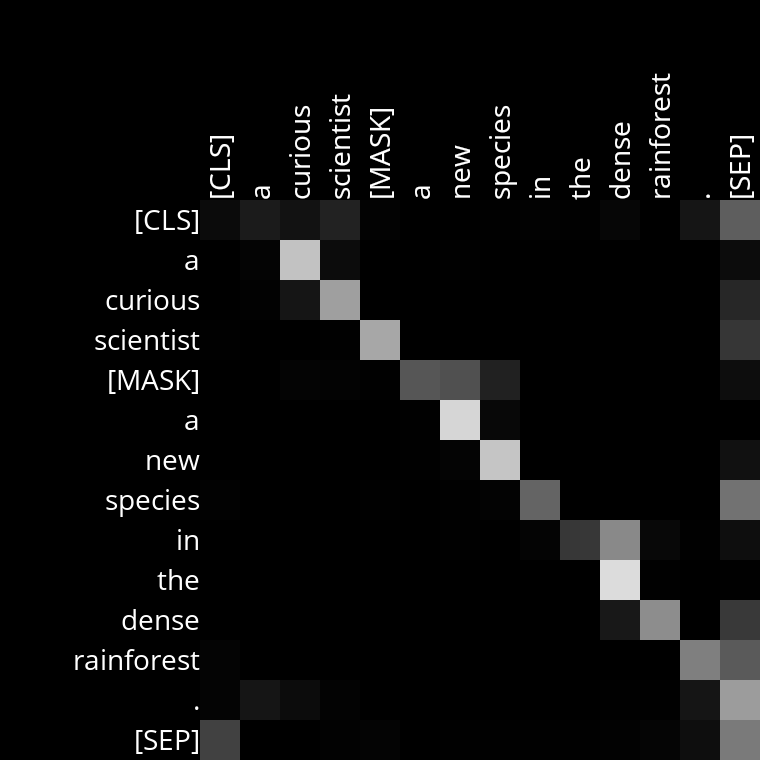 [CLS] a curious scientist [MASK] a new species in the dense rainforest . [SEP]
[CLS]
a
curious
scientist
[MASK]
a
new
species
in
the
dense
rainforest
.
[SEP]